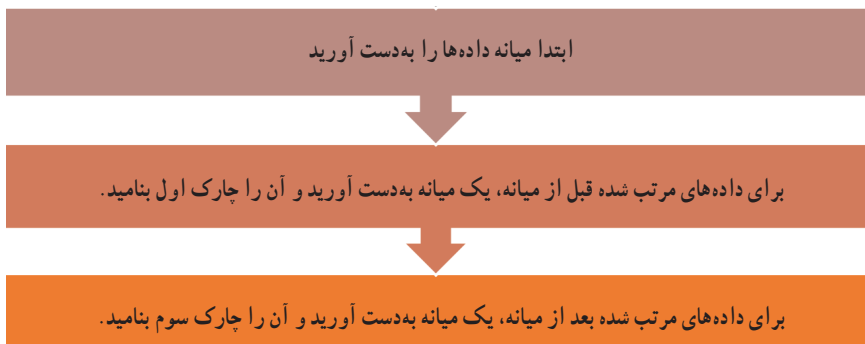 ابتدا میانه داده‌ها را به‌دست آورید
برای داده‌های مرتب شده قبل از میانه، یک میانه به‌دست آورید و آن را چارک اول بنامید.
برای داده‌های مرتب شده بعد از میانه، یک میانه به‌دست آورید و آن را چارک سوم بنامید.